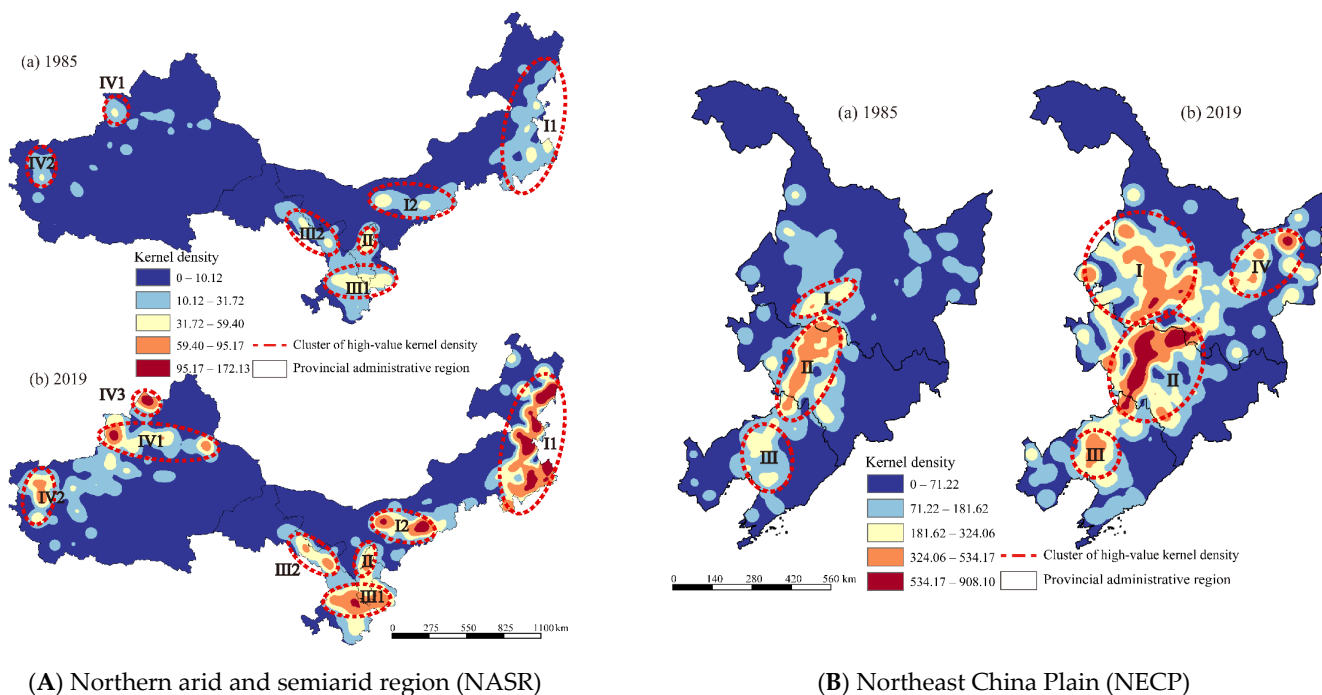 (a) 1985
IV1
IV2
I1
I2
III2
II
III1
Kernel density
0 – 10.12
10.12 – 31.72
31.72 – 59.40
59.40 – 95.17
95.17 – 172.13
Cluster of high-value kernel density
Provincial administrative region
(b) 2019
IV3
IV1
IV2
I1
I2
III2
II
III1
0 275 550 825 1100 km
(A) Northern arid and semiarid region (NASR)
(a) 1985
I
II
III
(b) 2019
I
IV
II
III
Kernel density
0 – 71.22
71.22 – 181.62
181.62 – 324.06
324.06 – 534.17
534.17 – 908.10
Cluster of high-value kernel density
Provincial administrative region
0 140 280 420 560 km
(B) Northeast China Plain (NECP)